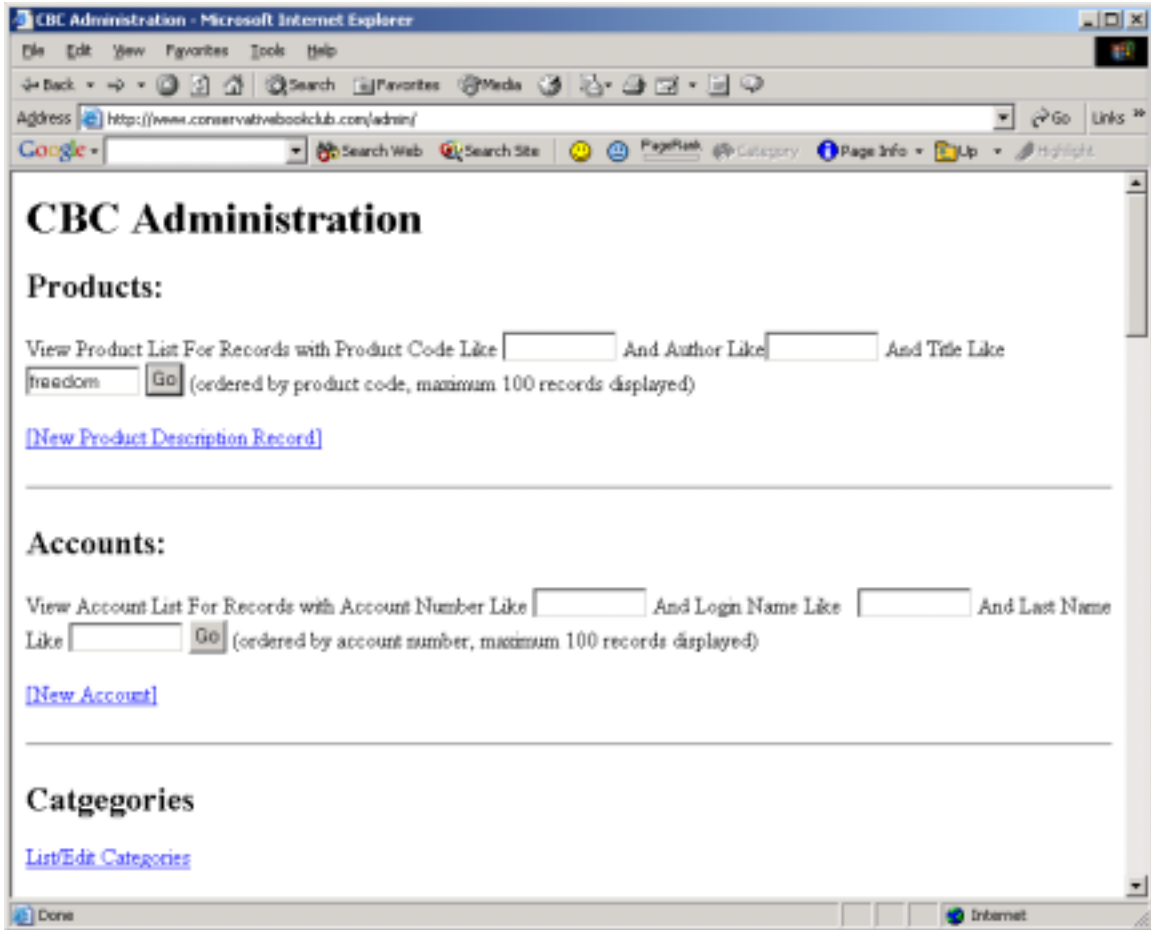 CBC Administration - Microsoft Internet Explorer
File Edit View Favorites Tools Help
Back Search Favorites Media
Address http://www.conservativebookclub.com/admin/ Go Links »
Google Search Web Search Site PageRank Category Page Info Up Highlight
CBC Administration
Products:
View Product List For Records with Product Code Like And Author Like And Title Like
freedom Go (ordered by product code, maximum 100 records displayed)
[New Product Description Record]
Accounts:
View Account List For Records with Account Number Like And Login Name Like And Last Name
Like Go (ordered by account number, maximum 100 records displayed)
[New Account]
Catgegories
List/Edit Categories
Done Internet